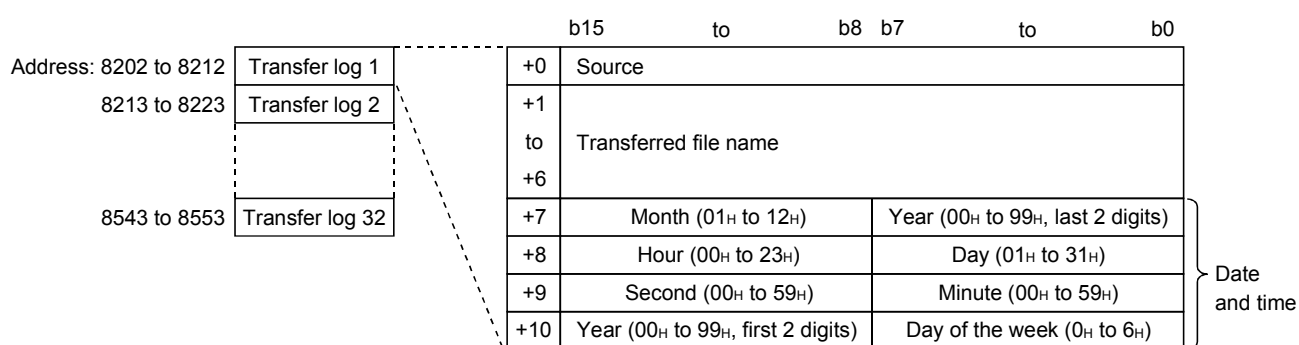 b15 to b8 b7 to b0
Address: 8202 to 8212 Transfer log 1 +0 Source
8213 to 8223 Transfer log 2 +1
to Transferred file name
+6
8543 to 8553 Transfer log 32 +7 Month (01H to 12H) Year (00H to 99H, last 2 digits)
+8 Hour (00H to 23H) Day (01H to 31H)
+9 Second (00H to 59H) Minute (00H to 59H)
+10 Year (00H to 99H, first 2 digits) Day of the week (0H to 6H)
Date
and time